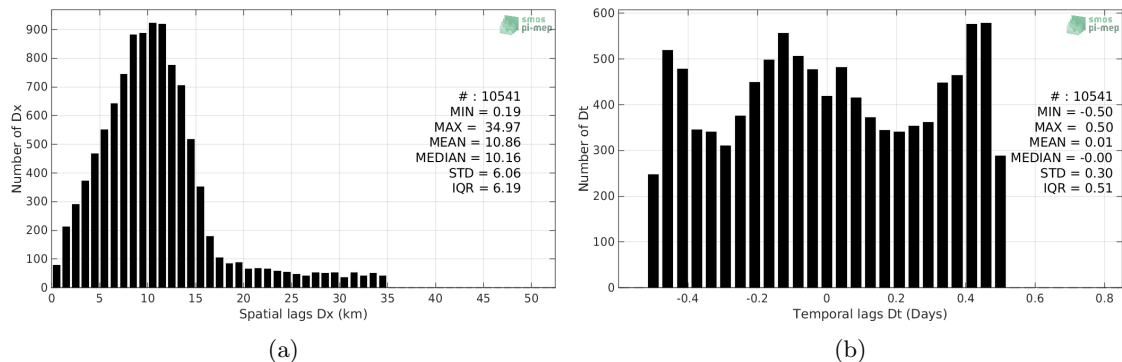 smos
pi-mep
900
800
700
600
500
400
300
200
100
0
Number of Dx
# : 10541
MIN = 0.19
MAX = 34.97
MEAN = 10.86
MEDIAN = 10.16
STD = 6.06
IQR = 6.19
0 5 10 15 20 25 30 35 40 45 50
Spatial lags Dx (km)
(a)
smos
pi-mep
600
500
400
300
200
100
0
Number of Dt
# : 10541
MIN = -0.50
MAX = 0.50
MEAN = 0.01
MEDIAN = -0.00
STD = 0.30
IQR = 0.51
-0.4 -0.2 0 0.2 0.4 0.6 0.8
Temporal lags Dt (Days)
(b)